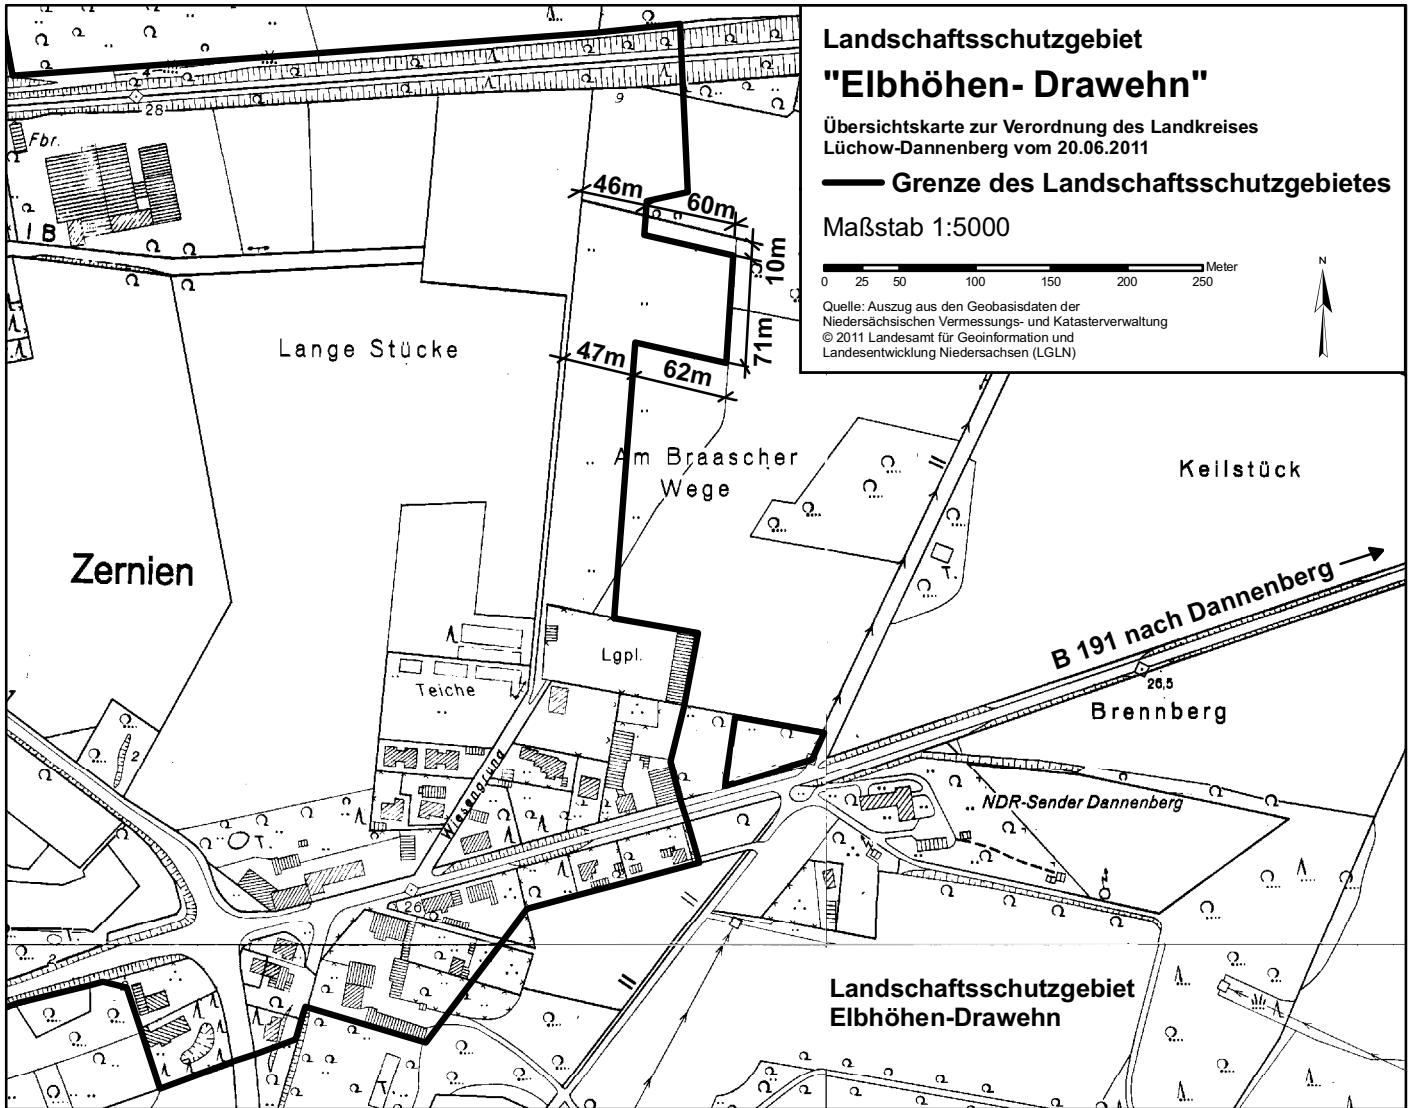 Landschaftsschutzgebiet
"Elbhöhen- Drawehn"
Übersichtskarte zur Verordnung des Landkreises
Lüchow-Dannenberg vom 20.06.2011
Grenze des Landschaftsschutzgebietes
Maßstab 1:5000
0 25 50 100 150 200 250 Meter
N
Quelle: Auszug aus den Geobasisdaten der
Niedersächsischen Vermessungs- und Katasterverwaltung
© 2011 Landesamt für Geoinformation und
Landesentwicklung Niedersachsen (LGLN)
28
9
Fbr.
I B
46m
60m
10m
71m
47m
62m
Lange Stücke
Am Braascher
Wege
Keilstück
Zernien
T.
B 191 nach Dannenberg
26,5
Brennberg
Lgpl.
Teiche
Wiesengrund
2
T.
NDR-Sender Dannenberg
26
T.
2
Landschaftsschutzgebiet
Elbhöhen-Drawehn
T.